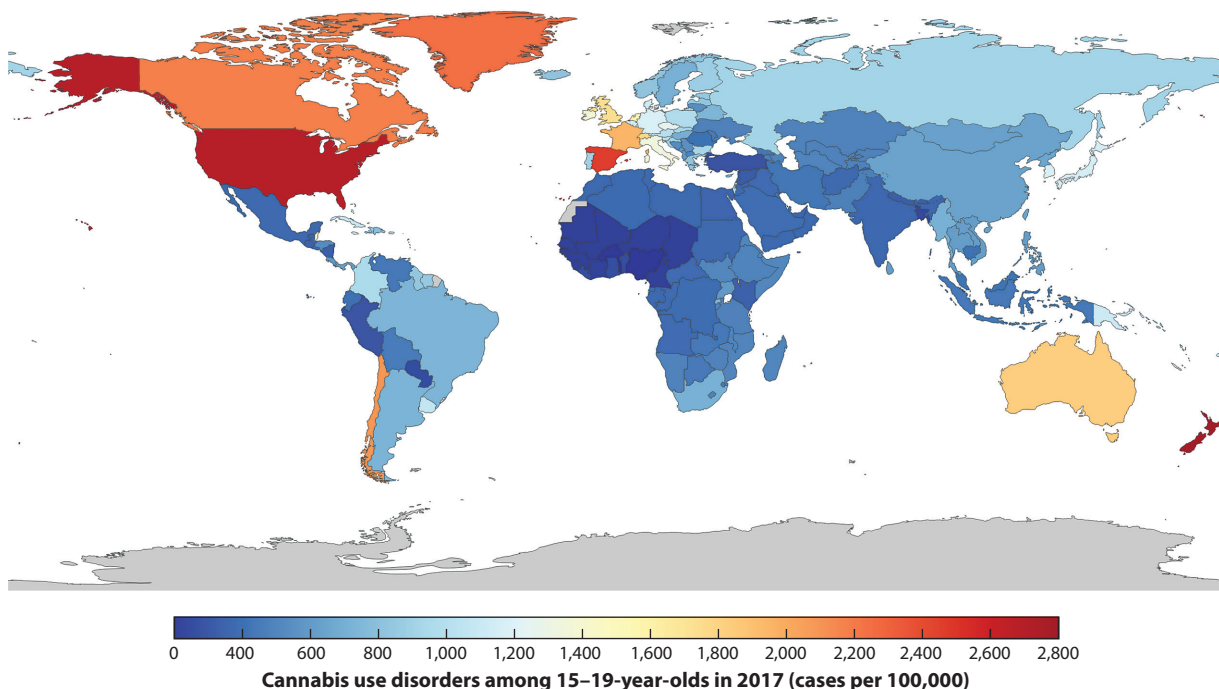 0 400 800 1,000 1,200 1,400 1,600 1,800 2,000 2,200 2,400 2,600 2,800
Cannabis use disorders among 15–19-year-olds in 2017 (cases per 100,000)